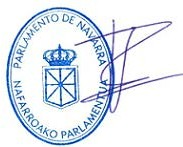 PARLAMENTO DE NAVARRA
NAFARROAKO PARLAMENTUA